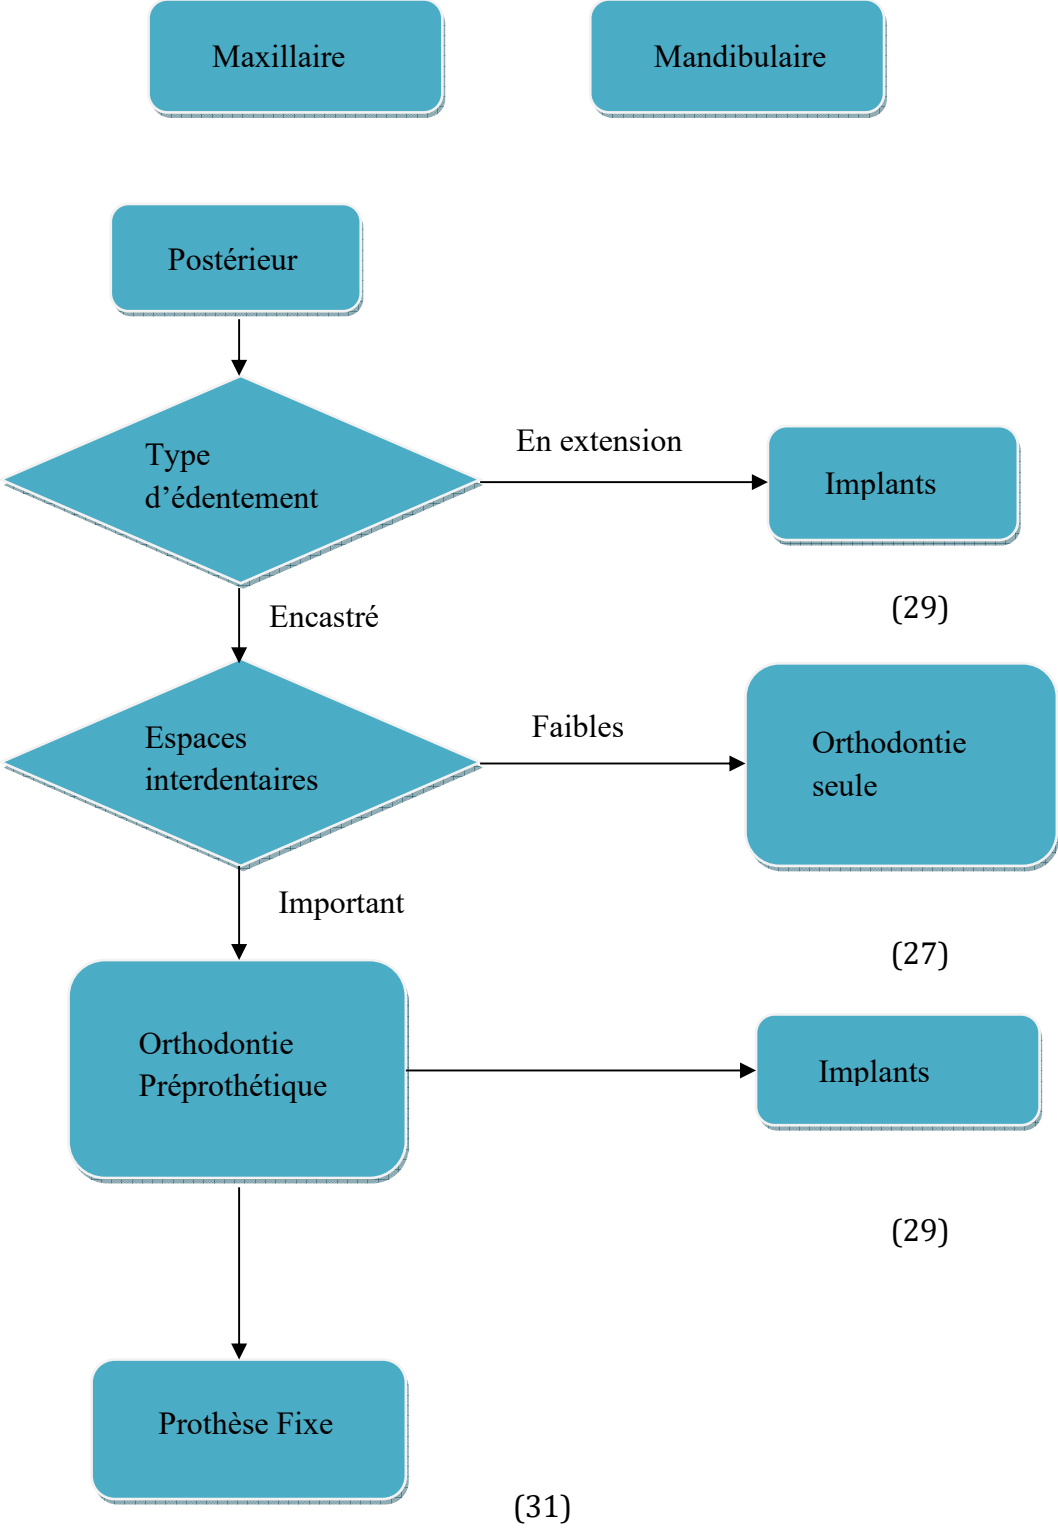 Maxillaire
Mandibulaire
Postérieur
Type
d’édentement
En extension
Implants
(29)
Encastré
Espaces
interdentaires
Faibles
Orthodontie
seule
Important
(27)
Orthodontie
Préprothétique
Implants
(29)
Prothèse Fixe
(31)